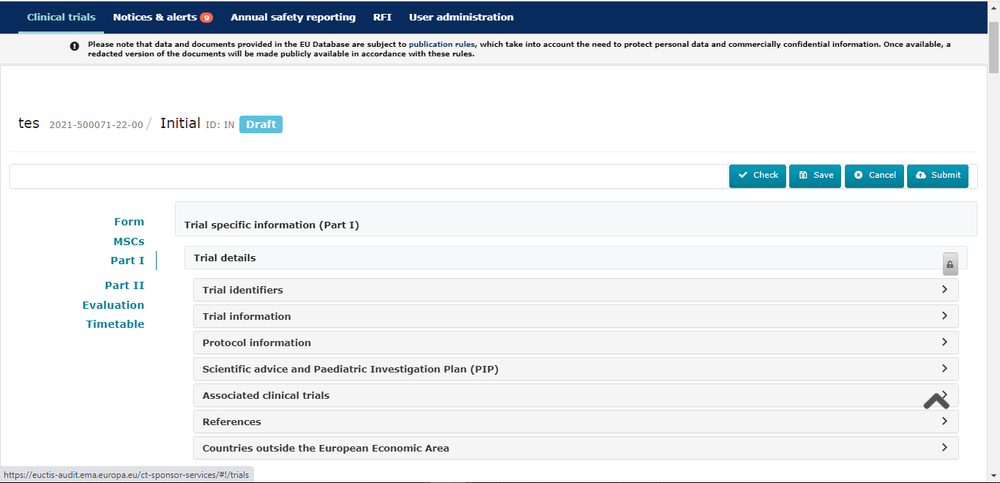 Clinical trials Notices & alerts 9 Annual safety reporting RFI User administration
Please note that data and documents provided in the EU Database are subject to publication rules, which take into account the need to protect personal data and commercially confidential information. Once available, a
redacted version of the documents will be made publicly available in accordance with these rules.
tes 2021-500071-22-00 / Initial ID: IN Draft
Check Save Cancel Submit
Form
MSCs
Part I
Part II
Evaluation
Timetable
Trial specific information (Part I)
Trial details
Trial identifiers
Trial information
Protocol information
Scientific advice and Paediatric Investigation Plan (PIP)
Associated clinical trials
References
Countries outside the European Economic Area
https://euctis-audit.ema.europa.eu/ct-sponsor-services/#!/trials